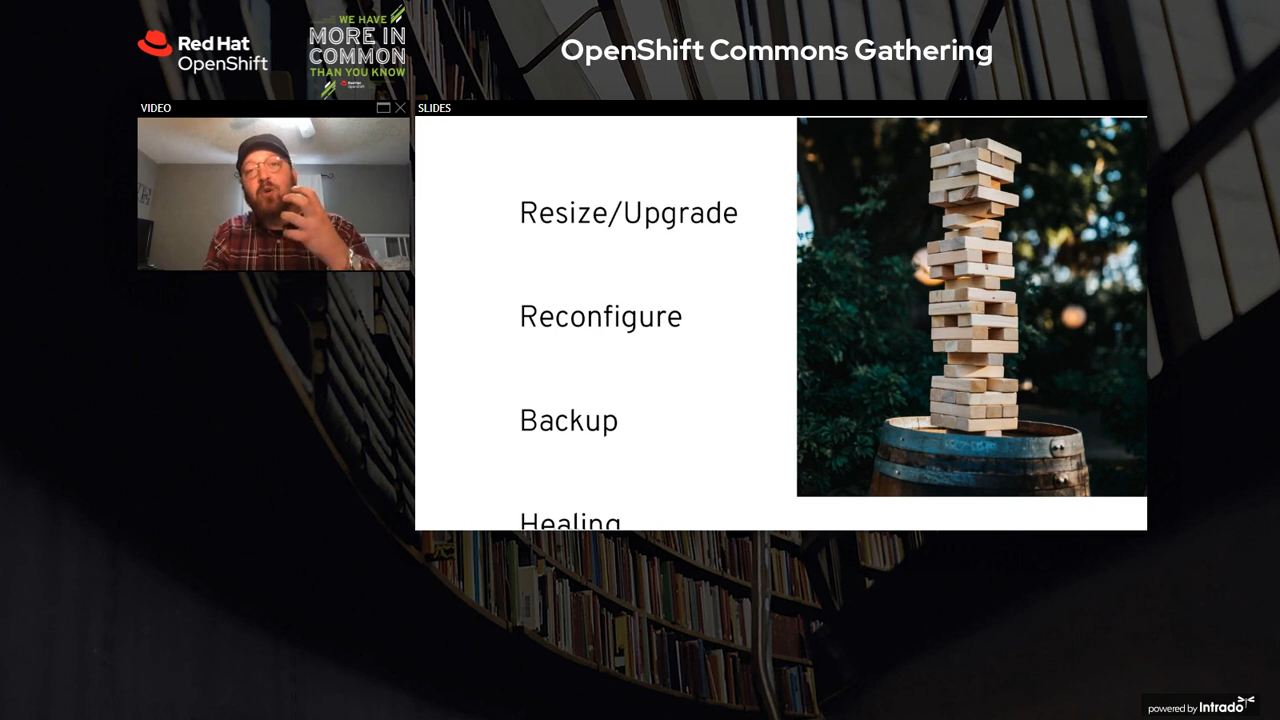 Red Hat
OpenShift
WE HAVE
MORE IN
COMMON
THAN YOU KNOW
OpenShift Commons Gathering
VIDEO
SLIDES
Resize/Upgrade
Reconfigure
Backup
Healing
powered by Intrado